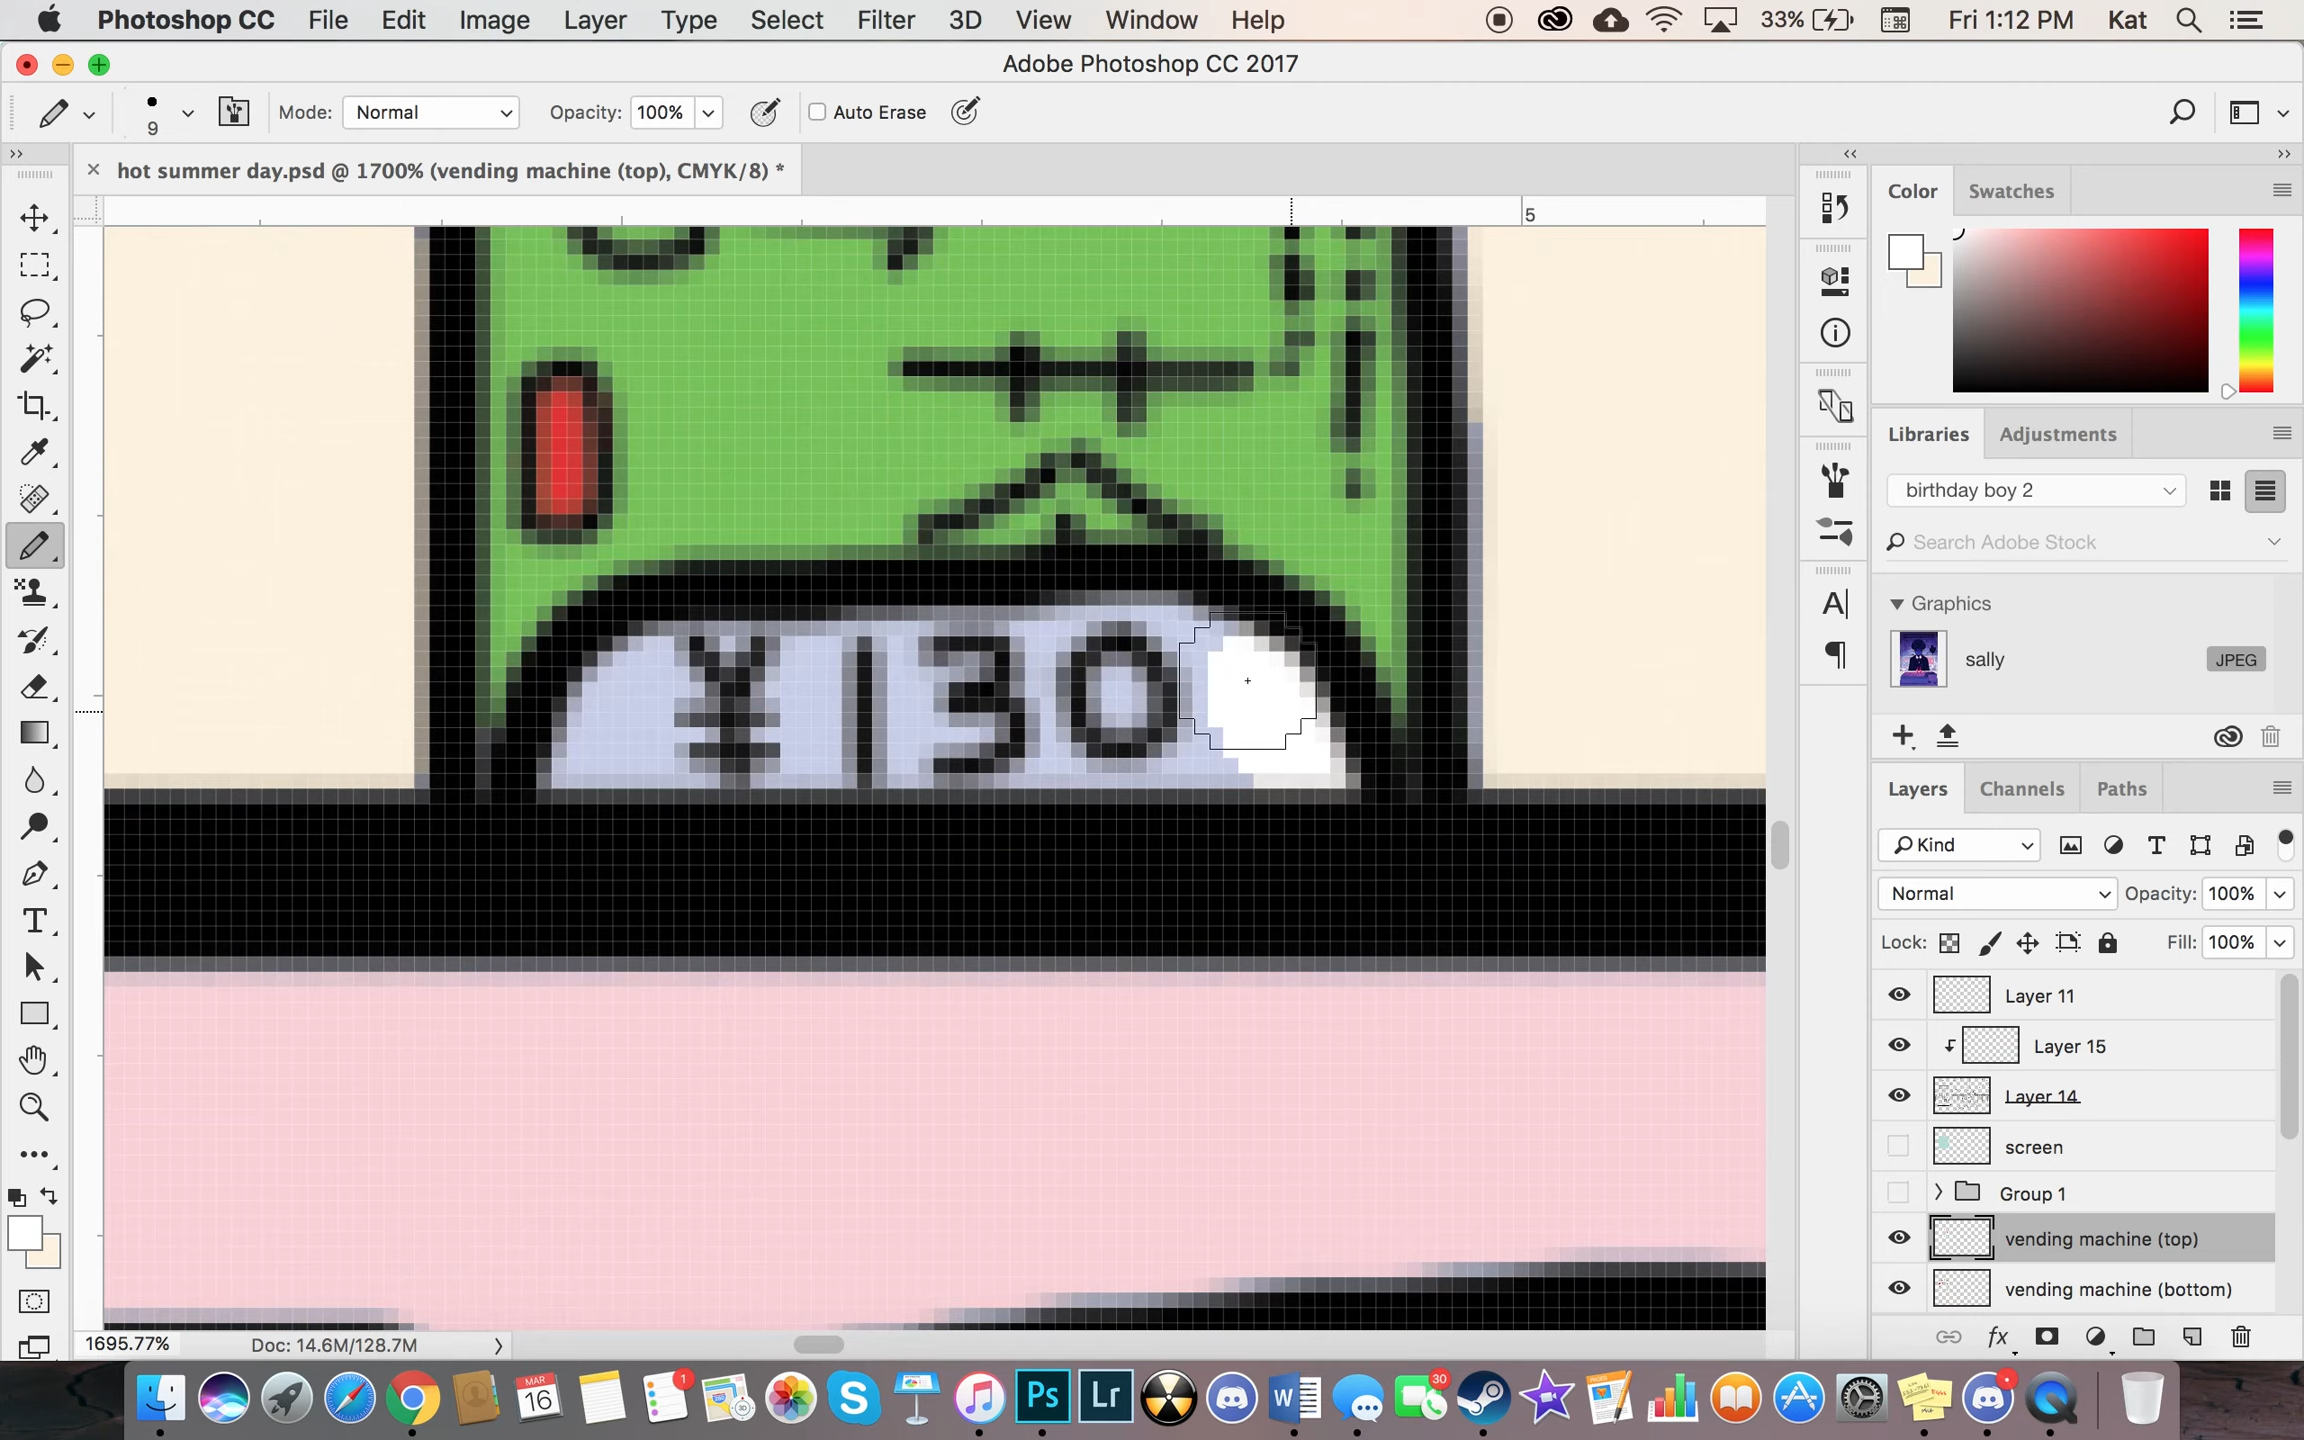 Photoshop CC File Edit Image Layer Type Select Filter 3D View Window Help 33% Fri 1:12 PM Kat
Adobe Photoshop CC 2017
9 Mode: Normal Opacity: 100% Auto Erase
hot summer day.psd @ 1700% (vending machine (top), CMYK/8) *
5
¥130
Color Swatches
Libraries Adjustments
birthday boy 2
Search Adobe Stock
Graphics
sally JPEG
Layers Channels Paths
Kind
Normal Opacity: 100%
Lock: Fill: 100%
Layer 11
Layer 15
Layer 14
screen
Group 1
vending machine (top)
vending machine (bottom)
fx
1695.77% Doc: 14.6M/128.7M
MAR
16
1
Ps
Lr
W
30